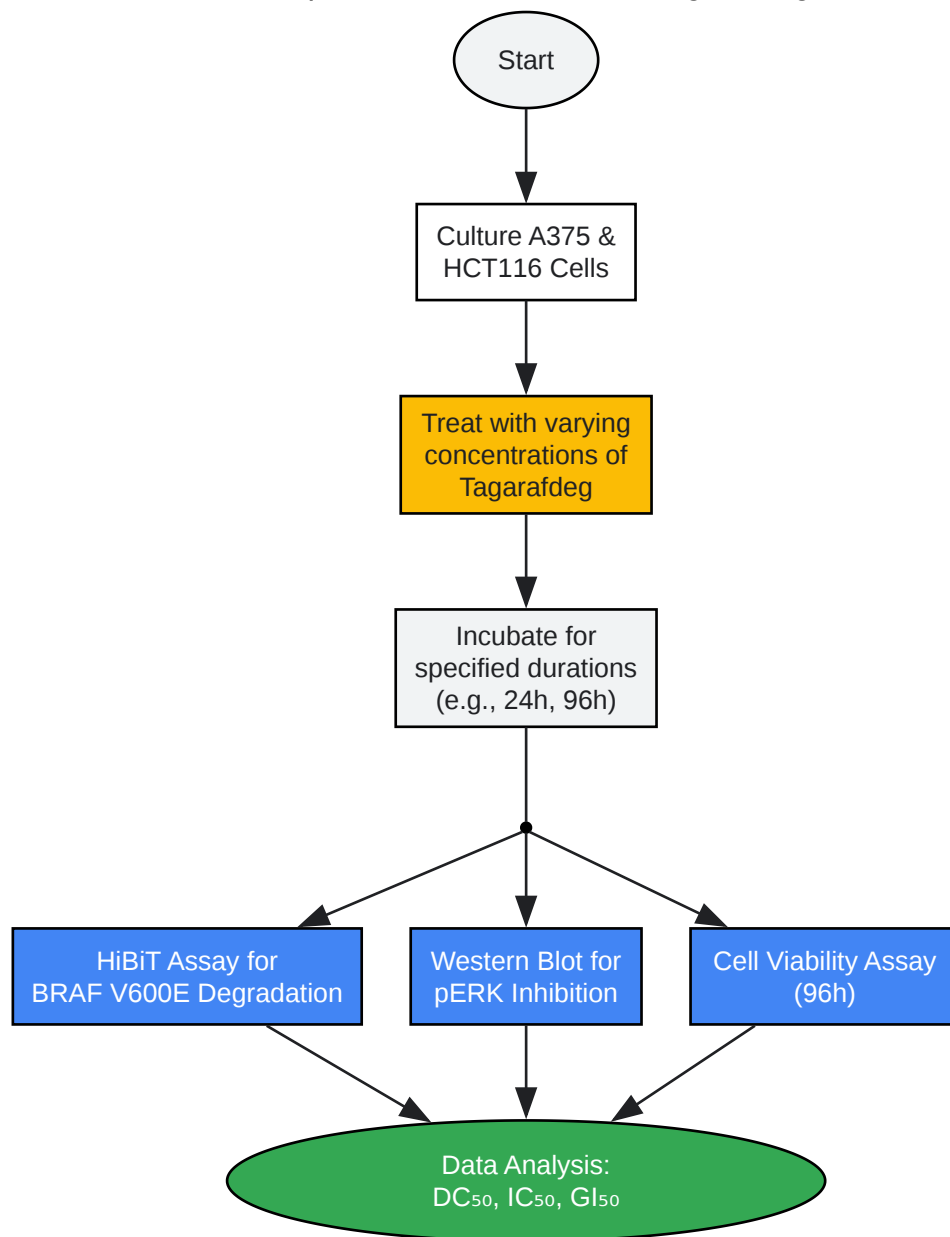 Start
Culture A375 &
HCT116 Cells
Treat with varying
concentrations of
Tagarafdeg
Incubate for
specified durations
(e.g., 24h, 96h)
HiBiT Assay for
BRAF V600E Degradation
Western Blot for
pERK Inhibition
Cell Viability Assay
(96h)
Data Analysis:
DC₅₀, IC₅₀, GI₅₀